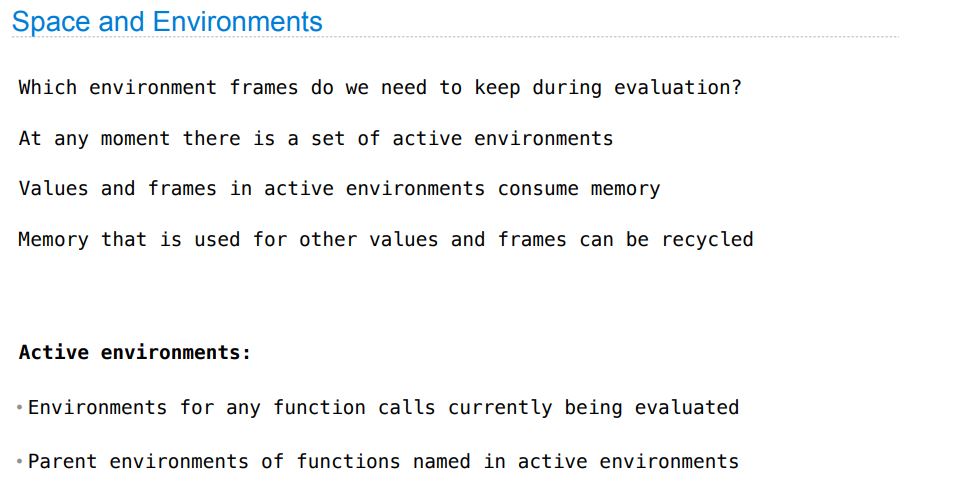 Space and Environments
Which environment frames do we need to keep during evaluation?
At any moment there is a set of active environments
Values and frames in active environments consume memory
Memory that is used for other values and frames can be recycled
Active environments:
• Environments for any function calls currently being evaluated
• Parent environments of functions named in active environments